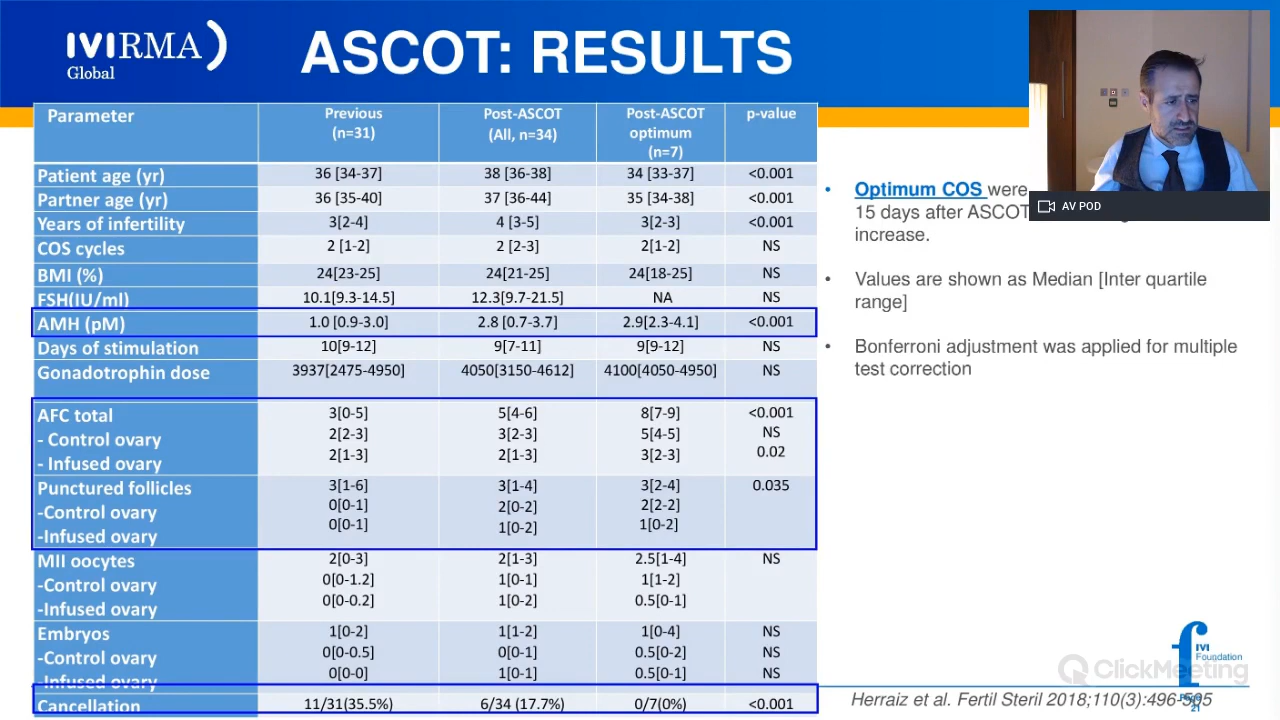 IVIRMA
Global
ASCOT: RESULTS
Parameter Previous (n=31) Post-ASCOT (All, n=34) Post-ASCOT optimum (n=7) p-value
Patient age (yr) 36 [34-37] 38 [36-38] 34 [33-37] <0.001
Partner age (yr) 36 [35-40] 37 [36-44] 35 [34-38] <0.001
Years of infertility 3[2-4] 4 [3-5] 3[2-3] <0.001
COS cycles 2 [1-2] 2 [2-3] 2[1-2] NS
BMI (%) 24[23-25] 24[21-25] 24[18-25] NS
FSH(IU/ml) 10.1[9.3-14.5] 12.3[9.7-21.5] NA NS
AMH (pM) 1.0 [0.9-3.0] 2.8 [0.7-3.7] 2.9[2.3-4.1] <0.001
Days of stimulation 10[9-12] 9[7-11] 9[9-12] NS
Gonadotrophin dose 3937[2475-4950] 4050[3150-4612] 4100[4050-4950] NS
AFC total 3[0-5] 5[4-6] 8[7-9] <0.001
- Control ovary 2[2-3] 3[2-3] 5[4-5] NS
- Infused ovary 2[1-3] 2[1-3] 3[2-3] 0.02
Punctured follicles 3[1-6] 3[1-4] 3[2-4] 0.035
-Control ovary 0[0-1] 2[0-2] 2[2-2]
-Infused ovary 0[0-1] 1[0-2] 1[0-2]
MII oocytes 2[0-3] 2[1-3] 2.5[1-4] NS
-Control ovary 0[0-1.2] 1[0-1] 1[1-2]
-Infused ovary 0[0-0.2] 1[0-2] 0.5[0-1]
Embryos 1[0-2] 1[1-2] 1[0-4] NS
-Control ovary 0[0-0.5] 0[0-1] 0.5[0-2] NS
-Infused ovary 0[0-0] 1[0-1] 0.5[0-1] NS
Cancellation 11/31(35.5%) 6/34 (17.7%) 0/7(0%) <0.001
AV POD
• Optimum COS were
15 days after ASCOT
increase.
• Values are shown as Median [Inter quartile
range]
• Bonferroni adjustment was applied for multiple
test correction
IVI
Foundation
ClickMeeting
Herraiz et al. Fertil Steril 2018;110(3):496-505
21